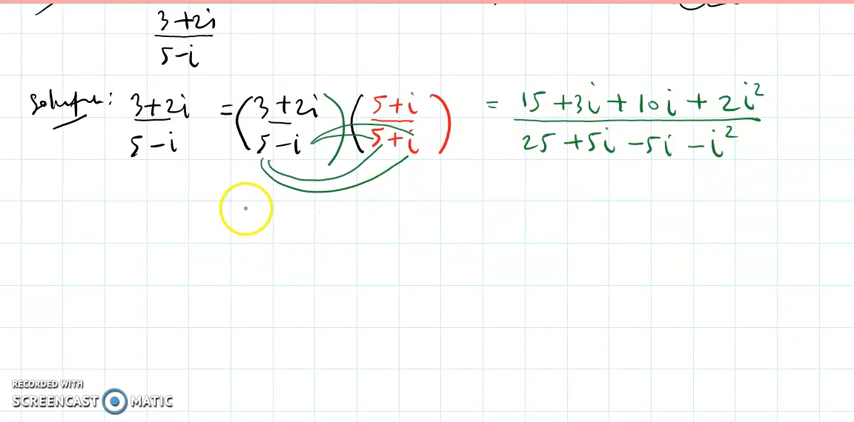 3+2i
5-i
Solution: 3+2i / 5-i = (3+2i / 5-i) (5+i / 5+i) = 15+3i+10i+2i² / 25+5i-5i-i²
RECORDED WITH
SCREENCAST MATIC